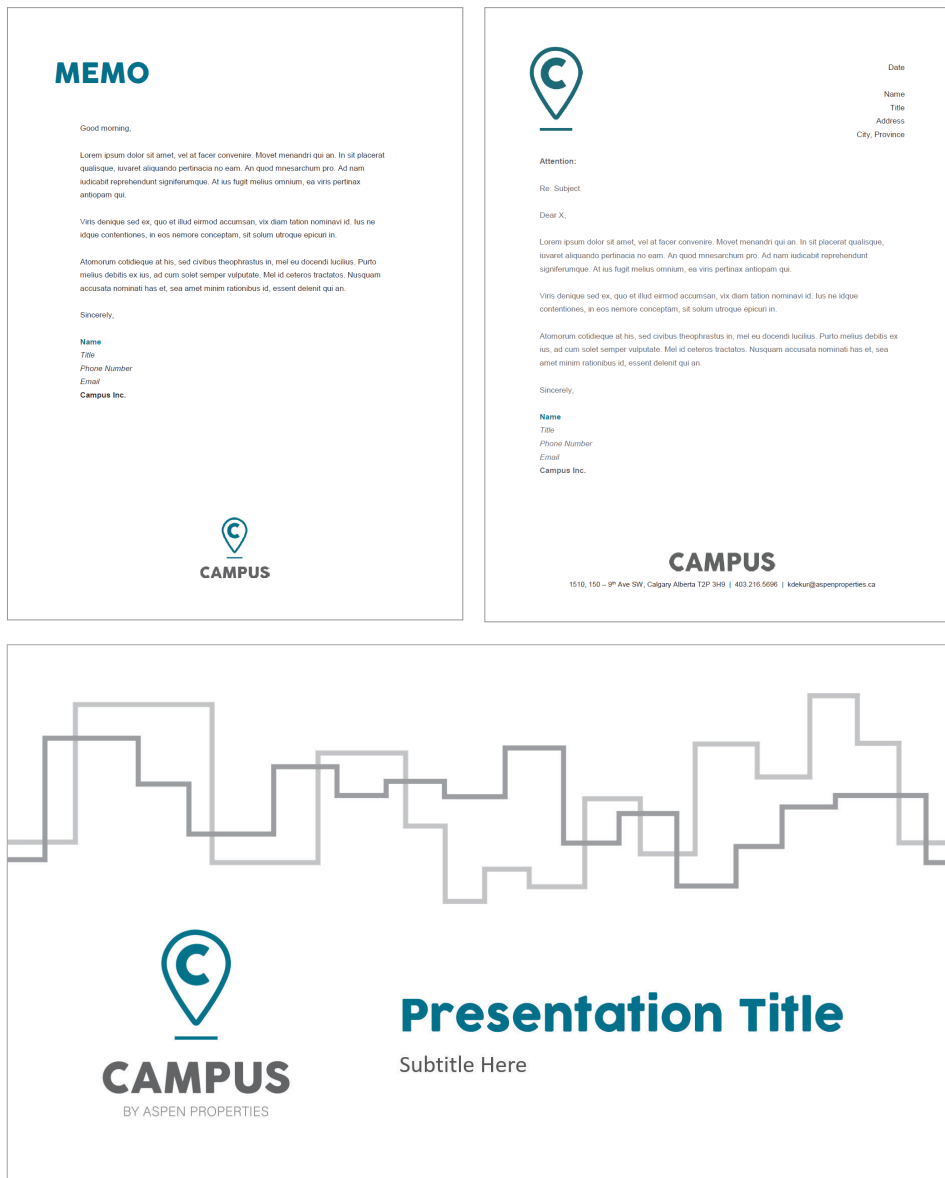 MEMO
Good morning,
Lorem ipsum dolor sit amet, vel at facer convenire. Movet menandri qui an. In sit placerat
qualisque, iuvaret aliquando pertinacia no eam. An quod mnesarchum pro. Ad nam
iudicabit reprehendunt signiferumque. At ius fugit melius omnium, ea viris pertinax
antiopam qui.
Viris denique sed ex, quo et illud eirmod accumsan, vix diam tation nominavi id. Ius ne
idque contentiones, in eos nemore conceptam, sit solum utroque epicuri in.
Atomorum cotidieque at his, sed civibus theophrastus in, mel eu docendi lucilius. Purto
melius debitis ex ius, ad cum solet semper vulputate. Mel id ceteros tractatos. Nusquam
accusata nominati has et, sea amet minim rationibus id, essent delenit qui an.
Sincerely,
Name
Title
Phone Number
Email
Campus Inc.
C
CAMPUS
C
Date
Name
Title
Address
City, Province
Attention:
Re: Subject
Dear X,
Lorem ipsum dolor sit amet, vel at facer convenire. Movet menandri qui an. In sit placerat qualisque,
iuvaret aliquando pertinacia no eam. An quod mnesarchum pro. Ad nam iudicabit reprehendunt
signiferumque. At ius fugit melius omnium, ea viris pertinax antiopam qui.
Viris denique sed ex, quo et illud eirmod accumsan, vix diam tation nominavi id. Ius ne idque
contentiones, in eos nemore conceptam, sit solum utroque epicuri in.
Atomorum cotidieque at his, sed civibus theophrastus in, mel eu docendi lucilius. Purto melius debitis ex
ius, ad cum solet semper vulputate. Mel id ceteros tractatos. Nusquam accusata nominati has et, sea
amet minim rationibus id, essent delenit qui an.
Sincerely,
Name
Title
Phone Number
Email
Campus Inc.
CAMPUS
1510, 150 – 9th Ave SW, Calgary Alberta T2P 3H9 | 403.216.5696 | kdekur@aspenproperties.ca
C
CAMPUS
BY ASPEN PROPERTIES
Presentation Title
Subtitle Here